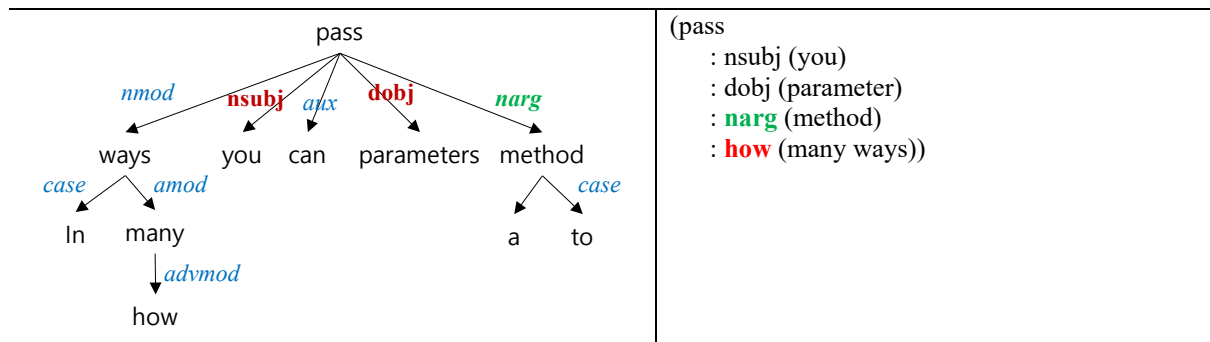 pass
nmod nsubj aux dobj narg
ways you can parameters method
case amod case
In many a to
advmod
how
(pass
: nsubj (you)
: dobj (parameter)
: narg (method)
: how (many ways))